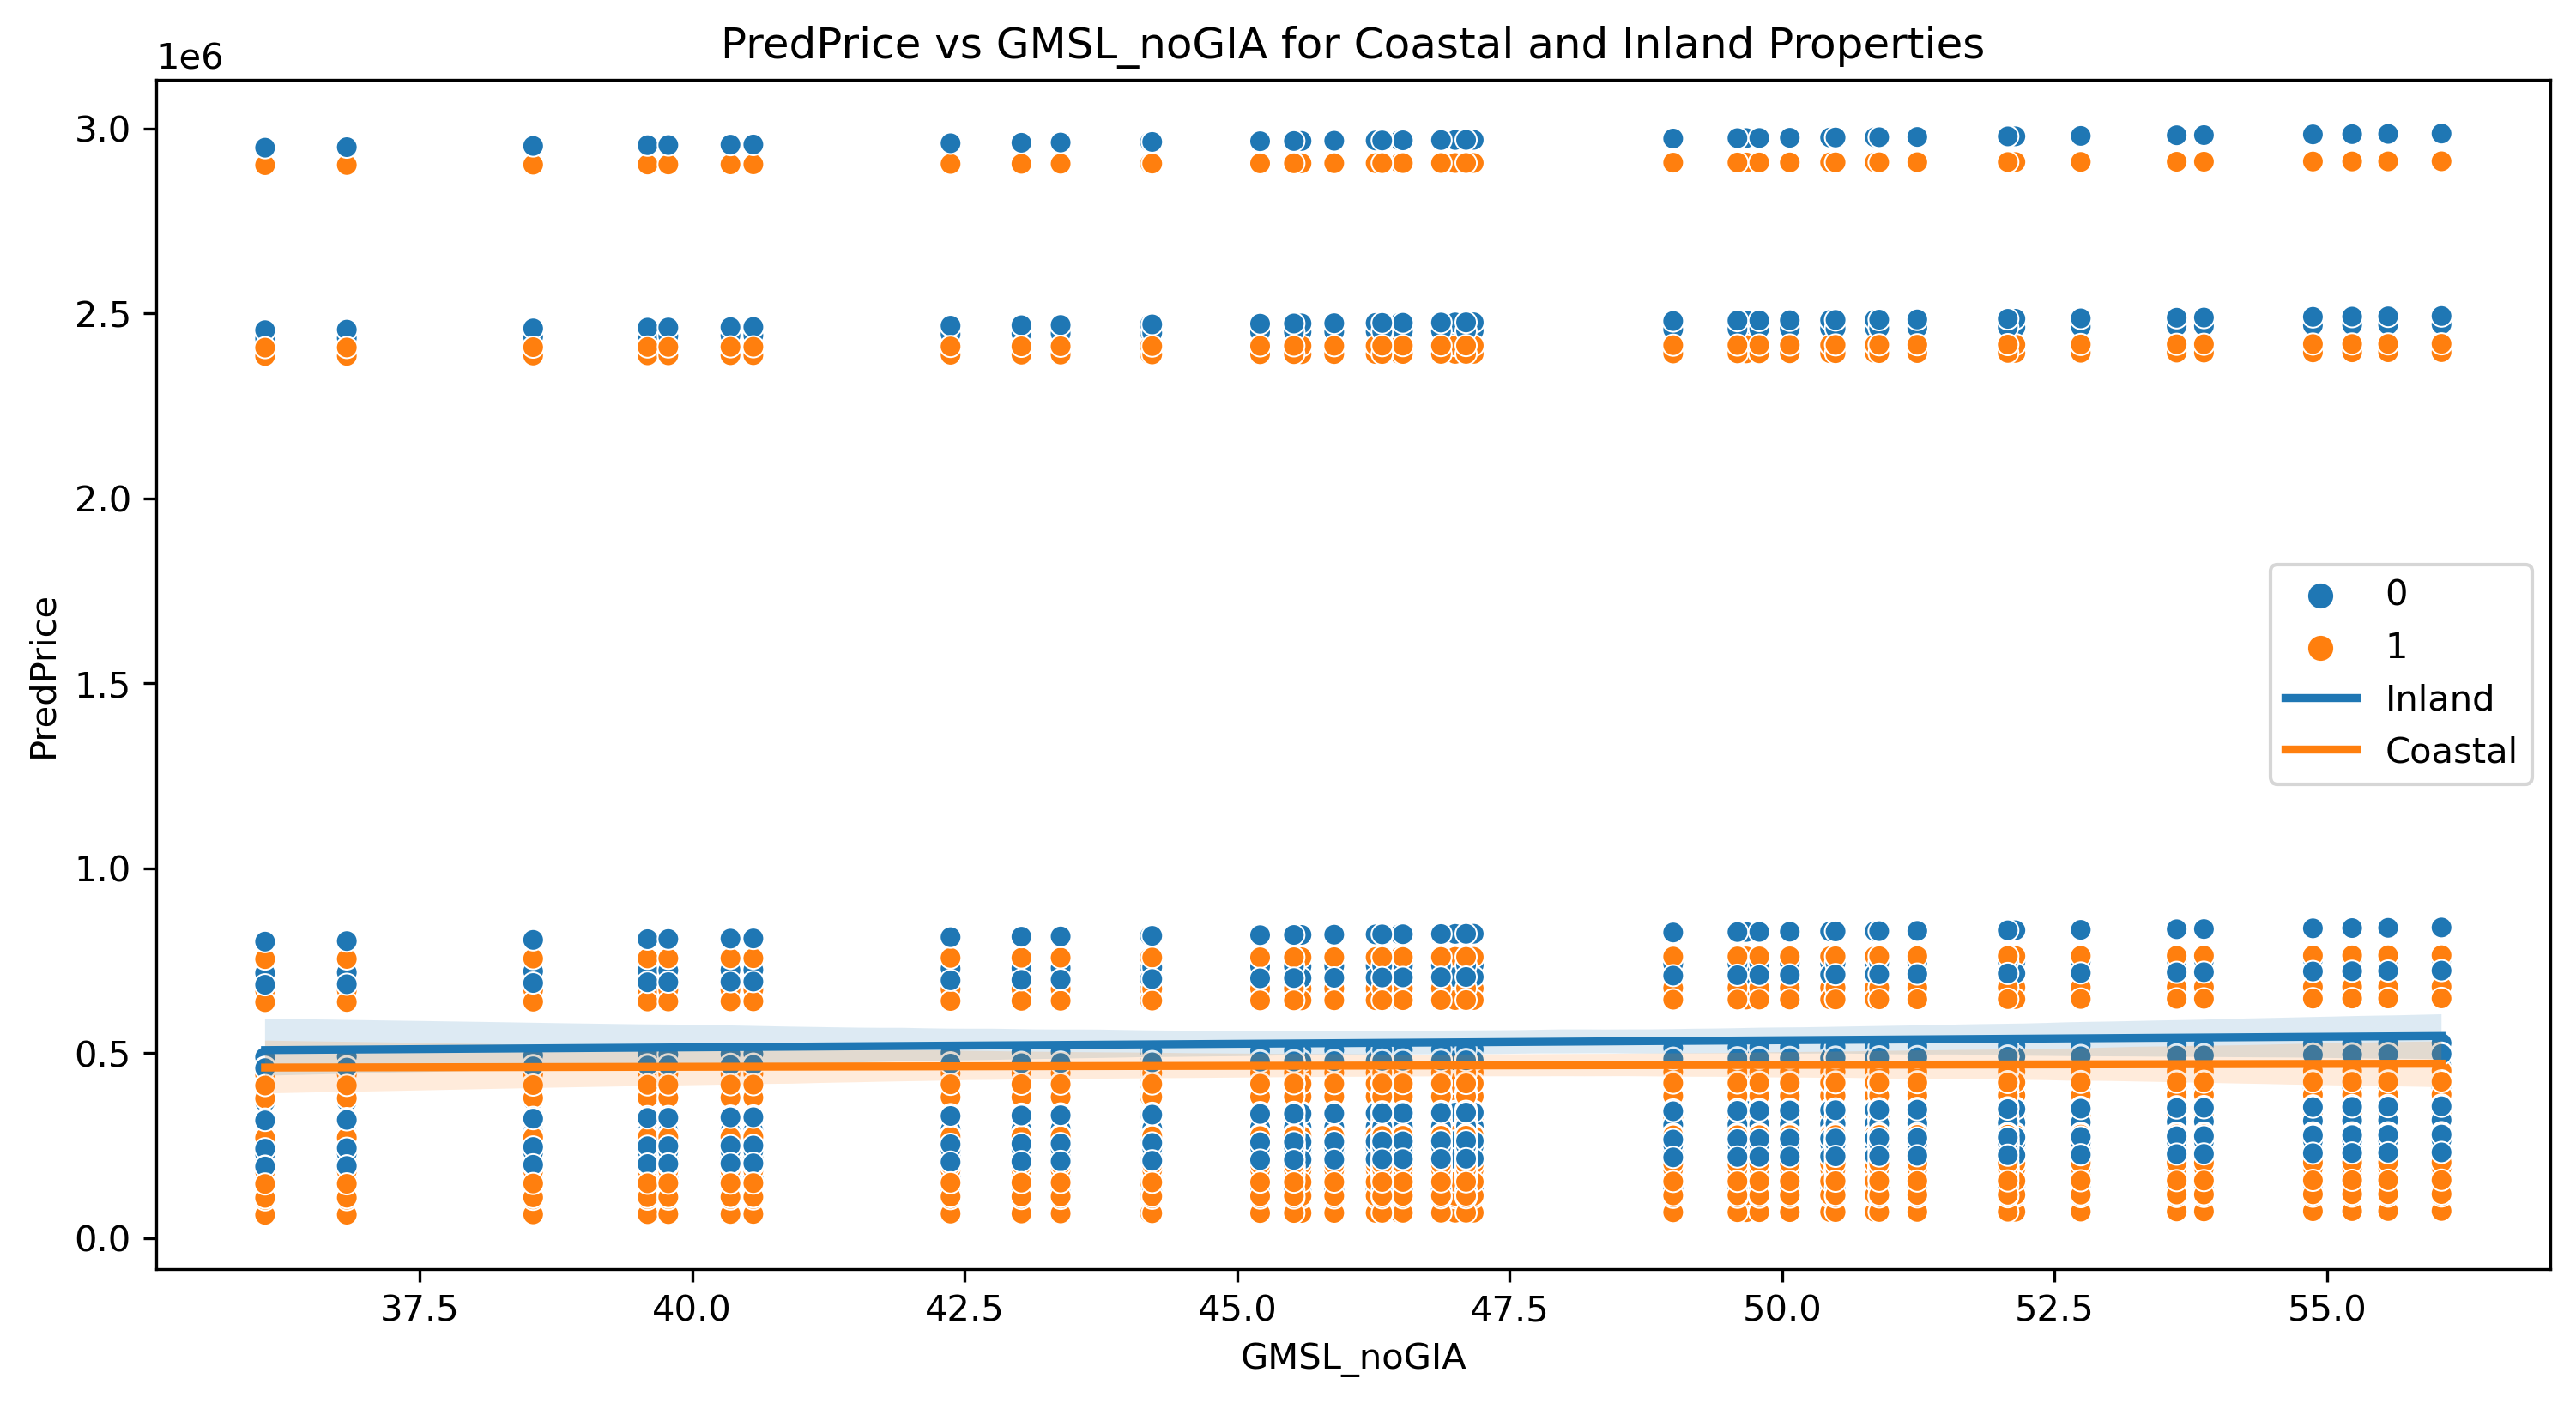 PredPrice vs GMSL_noGIA for Coastal and Inland Properties
1e6
3.0
2.5
2.0
1.5
1.0
0.5
0.0
PredPrice
0
1
Inland
Coastal
37.5 40.0 42.5 45.0 47.5 50.0 52.5 55.0
GMSL_noGIA